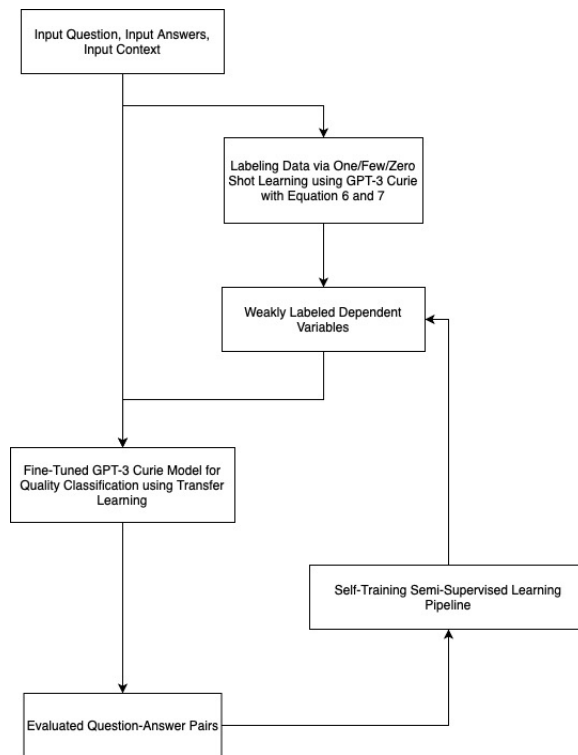 Input Question, Input Answers,
Input Context
Labeling Data via One/Few/Zero
Shot Learning using GPT-3 Curie
with Equation 6 and 7
Weakly Labeled Dependent
Variables
Fine-Tuned GPT-3 Curie Model for
Quality Classification using Transfer
Learning
Self-Training Semi-Supervised Learning
Pipeline
Evaluated Question-Answer Pairs